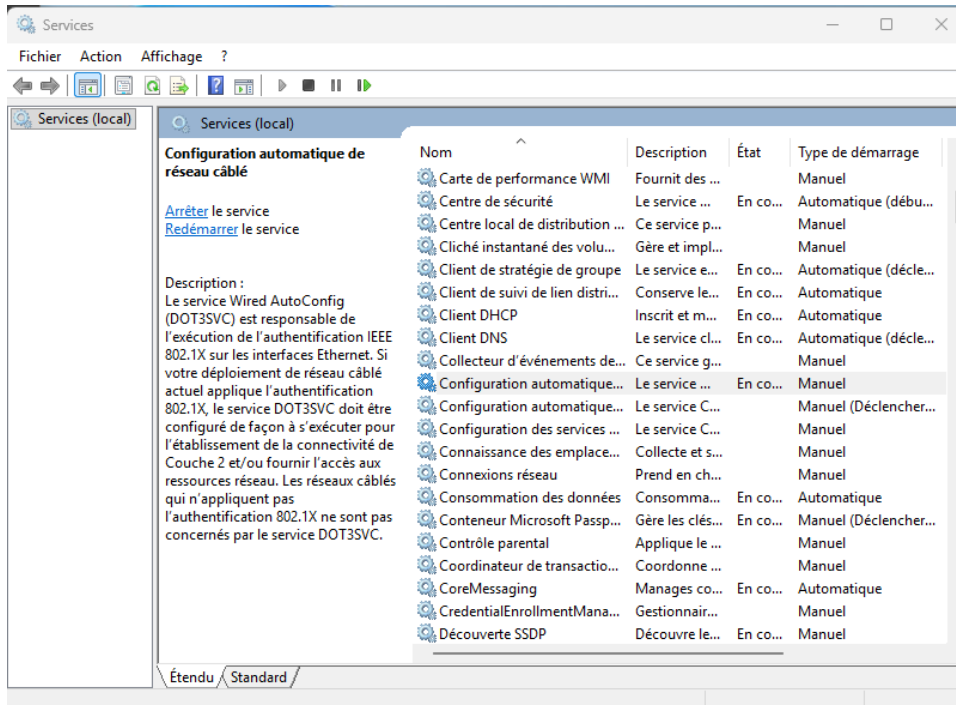 Services
Fichier Action Affichage ?
Services (local)
Services (local)
Configuration automatique de
réseau câblé
Arrêter le service
Redémarrer le service
Description :
Le service Wired AutoConfig
(DOT3SVC) est responsable de
l'exécution de l'authentification IEEE
802.1X sur les interfaces Ethernet. Si
votre déploiement de réseau câblé
actuel applique l'authentification
802.1X, le service DOT3SVC doit être
configuré de façon à s'exécuter pour
l'établissement de la connectivité de
Couche 2 et/ou fournir l'accès aux
ressources réseau. Les réseaux câblés
qui n'appliquent pas
l'authentification 802.1X ne sont pas
concernés par le service DOT3SVC.
Nom Description État Type de démarrage
Carte de performance WMI Fournit des ... Manuel
Centre de sécurité Le service ... En co... Automatique (débu...
Centre local de distribution ... Ce service p... Manuel
Cliché instantané des volu... Gère et impl... Manuel
Client de stratégie de groupe Le service e... En co... Automatique (décle...
Client de suivi de lien distri... Conserve le... En co... Automatique
Client DHCP Inscrit et m... En co... Automatique
Client DNS Le service cl... En co... Automatique (décle...
Collecteur d'événements de... Ce service g... Manuel
Configuration automatique... Le service ... En co... Manuel
Configuration automatique... Le service C... Manuel (Déclencher...
Configuration des services ... Le service C... Manuel
Connaissance des emplace... Collecte et s... Manuel
Connexions réseau Prend en ch... Manuel
Consommation des données Consomma... En co... Automatique
Conteneur Microsoft Passp... Gère les clés... En co... Manuel (Déclencher...
Contrôle parental Applique le ... Manuel
Coordinateur de transactio... Coordonne ... Manuel
CoreMessaging Manages co... En co... Automatique
CredentialEnrollmentMana... Gestionnair... Manuel
Découverte SSDP Découvre le... En co... Manuel
Étendu Standard